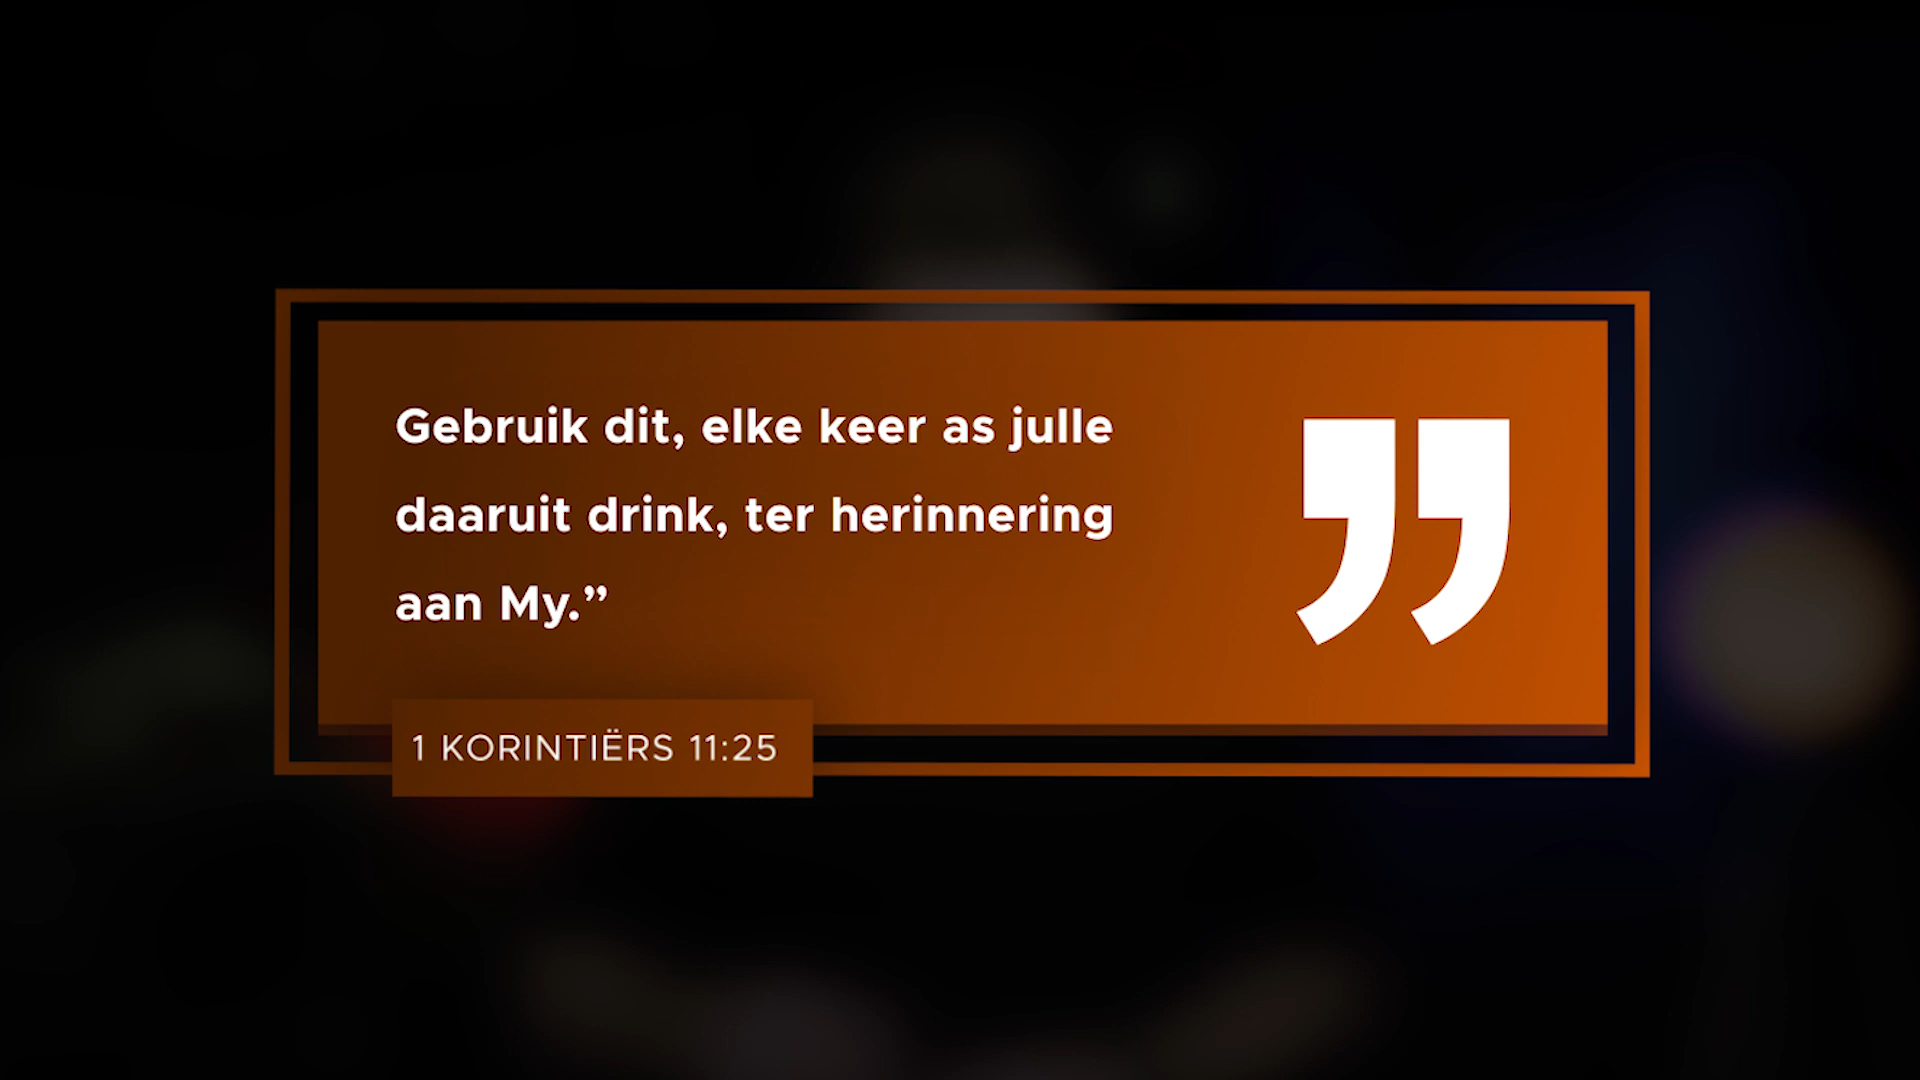 Gebruik dit, elke keer as julle
daaruit drink, ter herinnering
aan My.”
1 KORINTIËRS 11:25